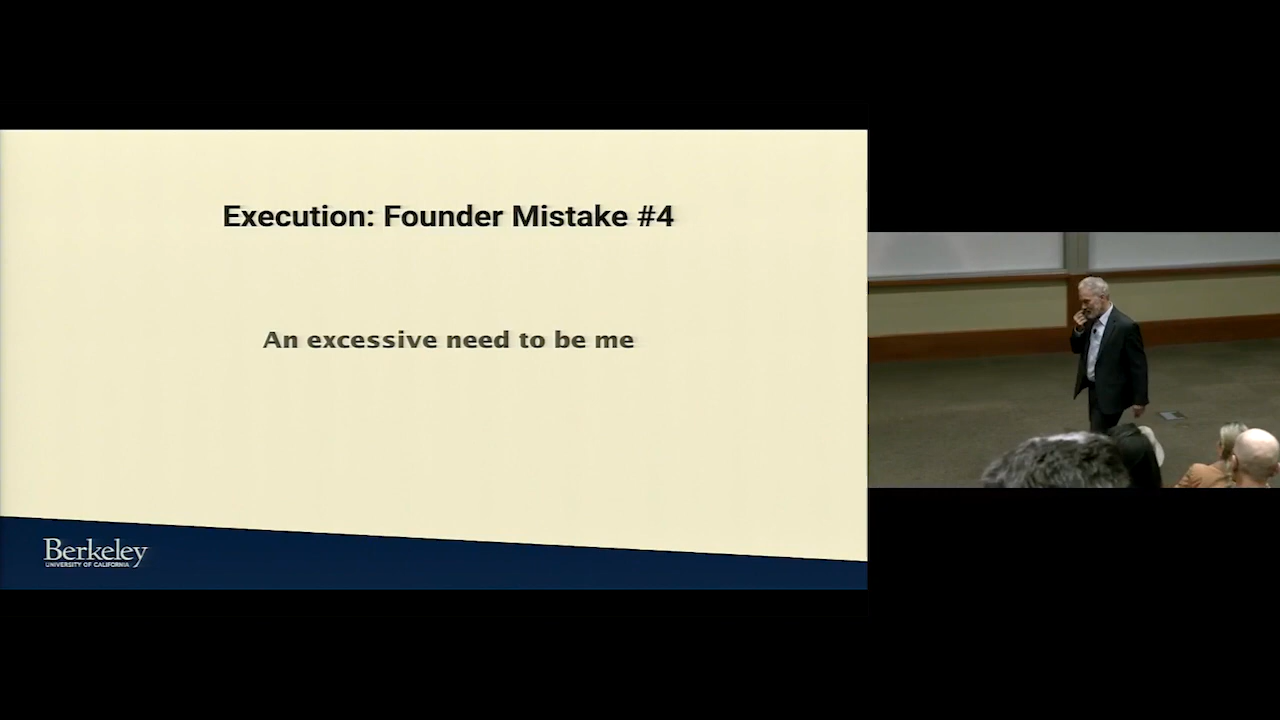 Execution: Founder Mistake #4
An excessive need to be me
Berkeley
UNIVERSITY OF CALIFORNIA